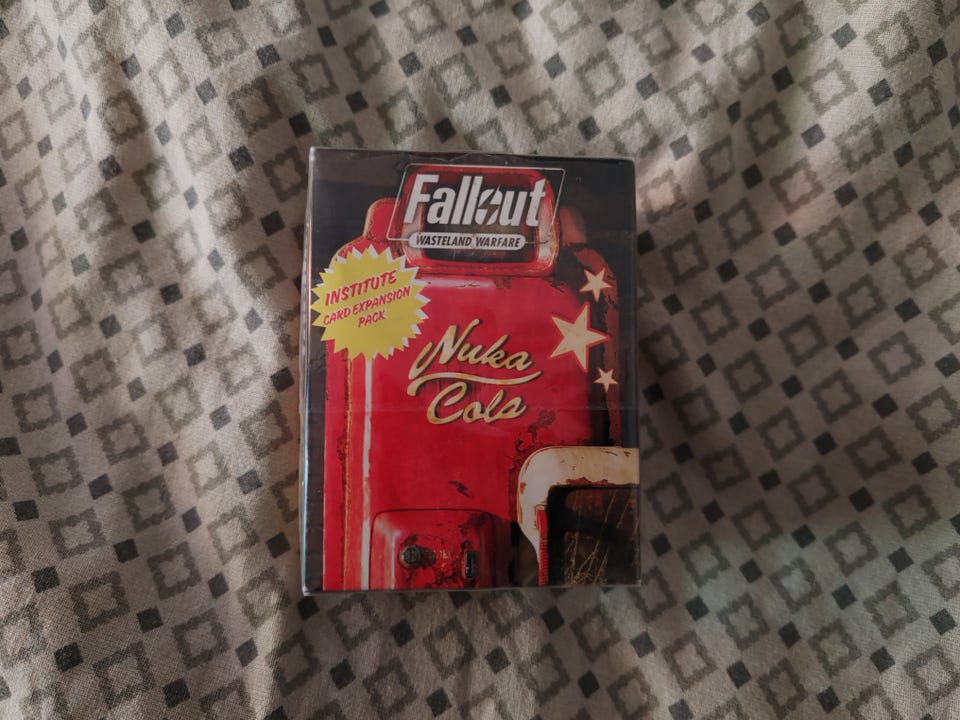 Fallout
WASTELAND WARFARE
INSTITUTE
CARD EXPANSION
PACK
Nuka
Cola